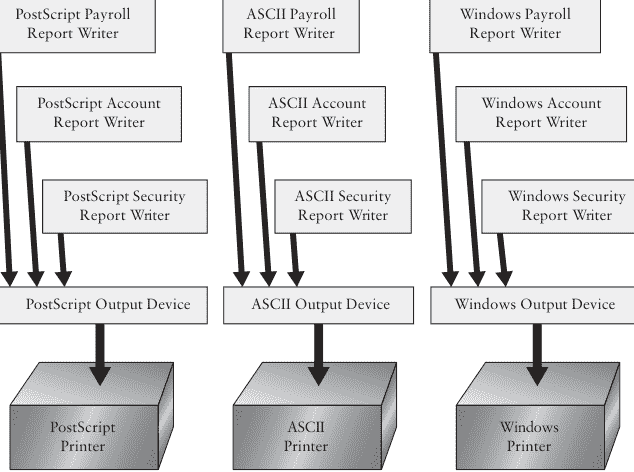 PostScript Payroll
Report Writer
ASCII Payroll
Report Writer
Windows Payroll
Report Writer
PostScript Account
Report Writer
ASCII Account
Report Writer
Windows Account
Report Writer
PostScript Security
Report Writer
ASCII Security
Report Writer
Windows Security
Report Writer
PostScript Output Device
ASCII Output Device
Windows Output Device
PostScript
Printer
ASCII
Printer
Windows
Printer